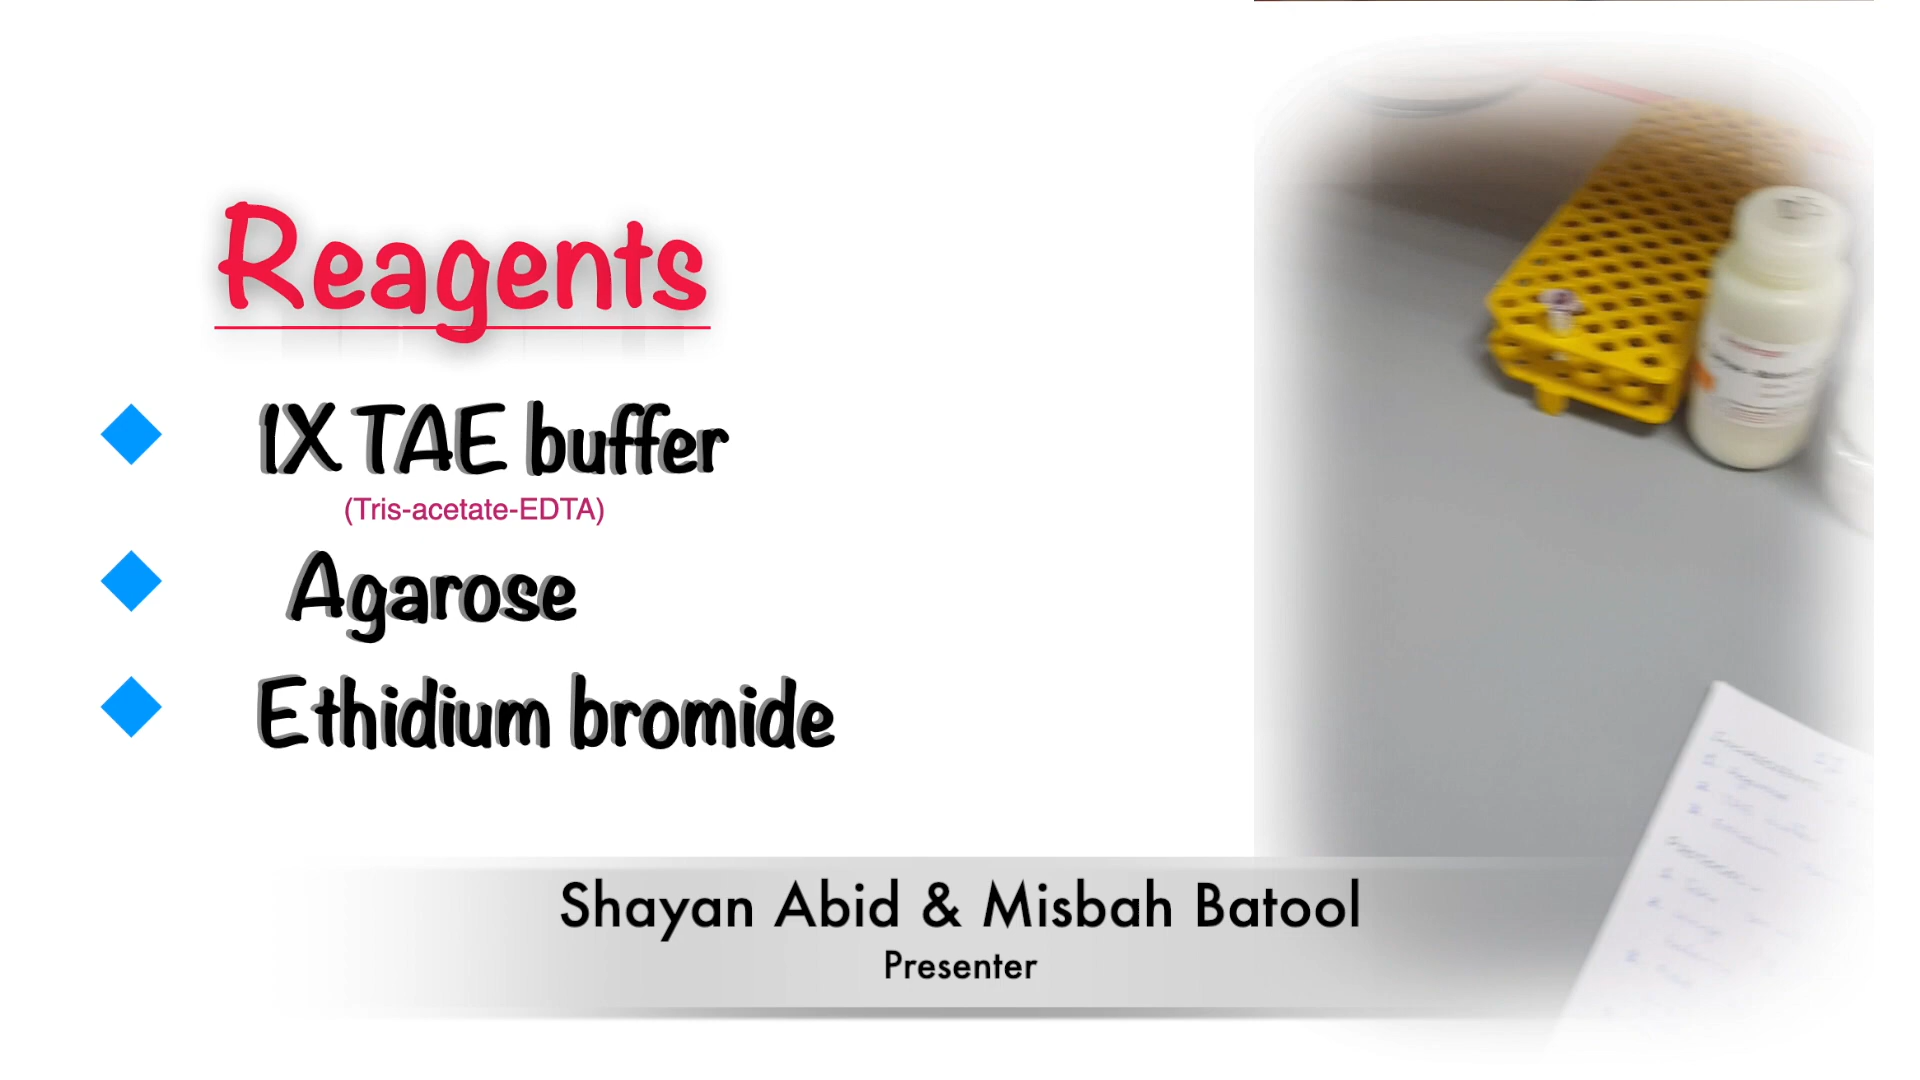 Reagents
1X TAE buffer
(Tris-acetate-EDTA)
Agarose
Ethidium bromide
Shayan Abid & Misbah Batool
Presenter